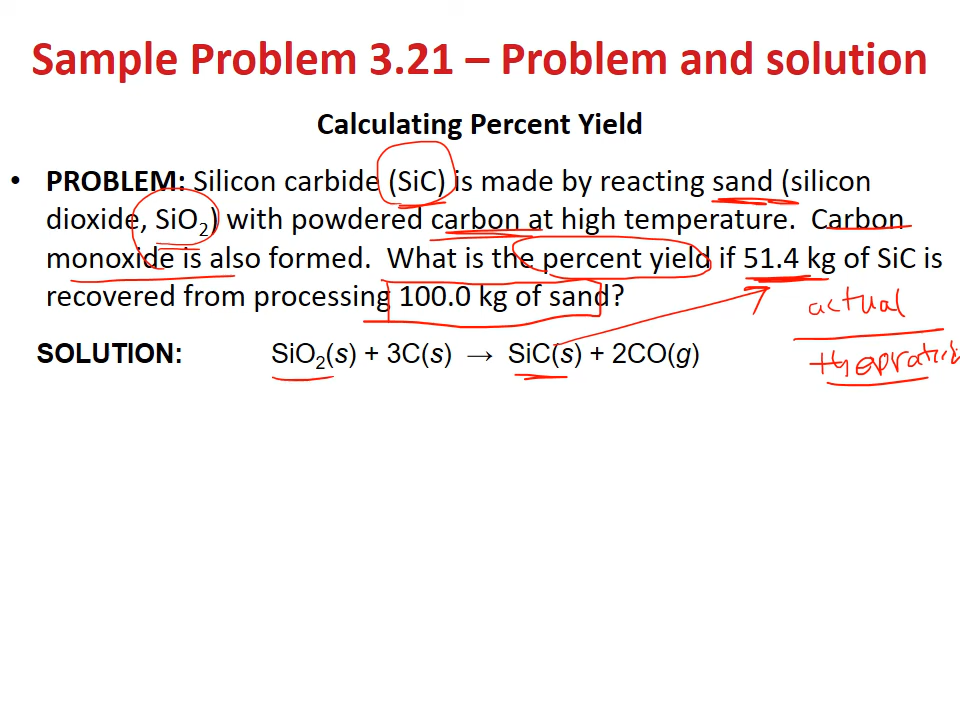 Sample Problem 3.21 – Problem and solution
Calculating Percent Yield
• PROBLEM: Silicon carbide (SiC) is made by reacting sand (silicon
dioxide, SiO₂) with powdered carbon at high temperature. Carbon
monoxide is also formed. What is the percent yield if 51.4 kg of SiC is
recovered from processing 100.0 kg of sand?
actual
SOLUTION: SiO₂(s) + 3C(s) → SiC(s) + 2CO(g)